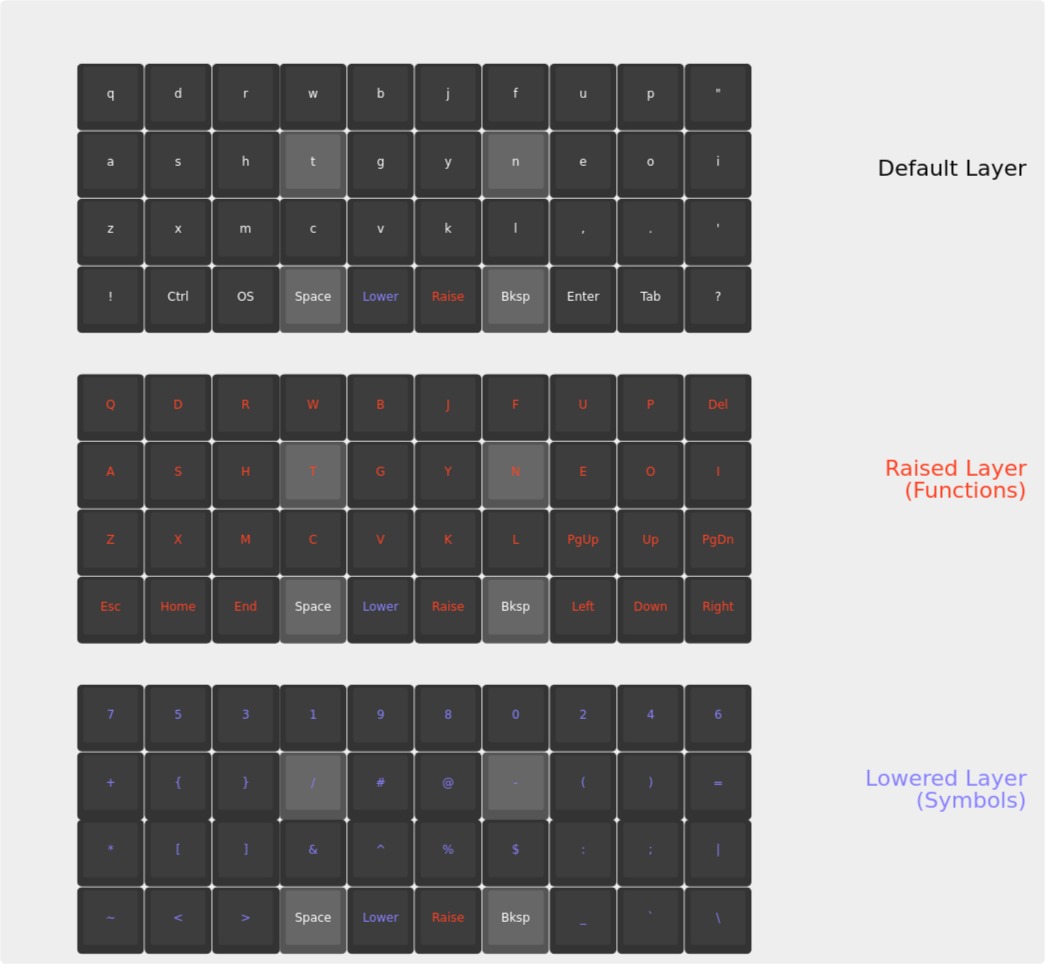 q d r w b j f u p "
a s h t g y n e o i
Default Layer
z x m c v k l , . '
! Ctrl OS Space Lower Raise Bksp Enter Tab ?
Q D R W B J F U P Del
A S H T G Y N E O I
Raised Layer
(Functions)
Z X M C V K L PgUp Up PgDn
Esc Home End Space Lower Raise Bksp Left Down Right
7 5 3 1 9 8 0 2 4 6
+ { } / # @ - ( ) =
Lowered Layer
(Symbols)
* [ ] & ^ % $ : ; |
~ < > Space Lower Raise Bksp _ ` \